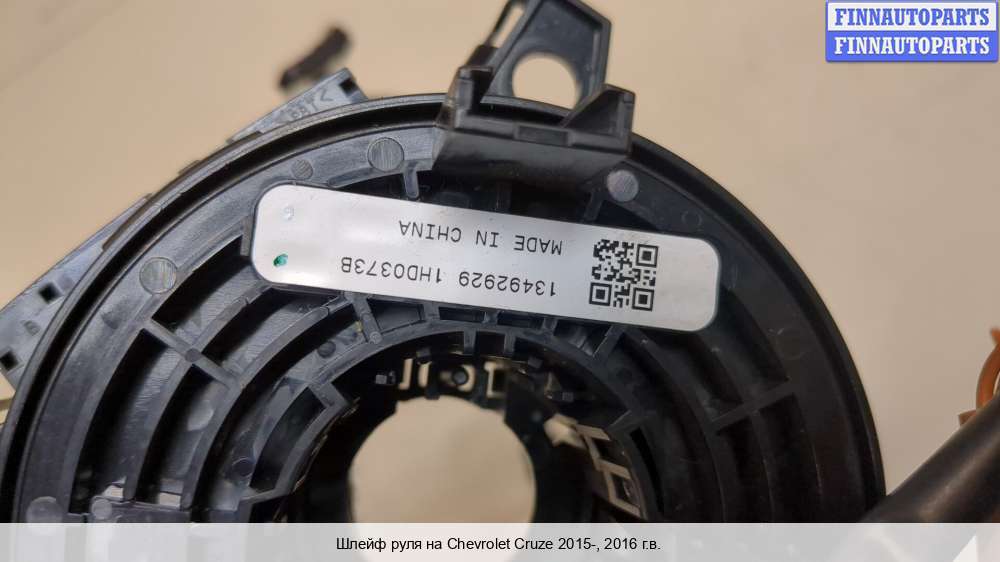 FINNAUTOPARTS
FINNAUTOPARTS
13492929 1HD0373B
MADE IN CHINA
Шлейф руля на Chevrolet Cruze 2015-, 2016 г.в.